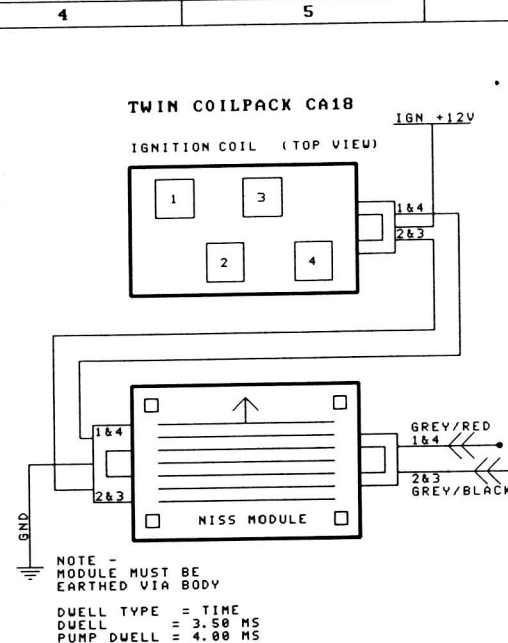 4 5
TWIN COILPACK CA18
IGN +12V
IGNITION COIL (TOP VIEW)
1 3
1&4
2&3
2 4
1&4
GREY/RED
1&4
2&3
2&3
GREY/BLACK
NISS MODULE
GND
NOTE -
MODULE MUST BE
EARTHED VIA BODY
DWELL TYPE = TIME
DWELL = 3.50 MS
PUMP DWELL = 4.00 MS